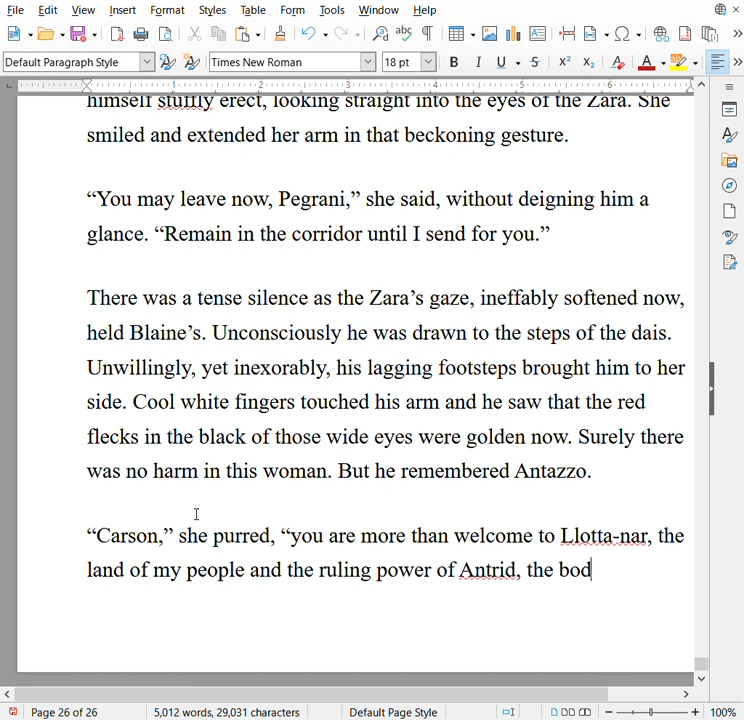 File Edit View Insert Format Styles Table Form Tools Window Help
Default Paragraph Style Times New Roman 18 pt
1 2 3 4 5 6
himself stuffly erect, looking straight into the eyes of the Zara. She
smiled and extended her arm in that beckoning gesture.
“You may leave now, Pegrani,” she said, without deigning him a
glance. “Remain in the corridor until I send for you.”
There was a tense silence as the Zara’s gaze, ineffably softened now,
held Blaine’s. Unconsciously he was drawn to the steps of the dais.
Unwillingly, yet inexorably, his lagging footsteps brought him to her
side. Cool white fingers touched his arm and he saw that the red
flecks in the black of those wide eyes were golden now. Surely there
was no harm in this woman. But he remembered Antazzo.
“Carson,” she purred, “you are more than welcome to Llotta-nar, the
land of my people and the ruling power of Antrid, the bod
Page 26 of 26 5,012 words, 29,031 characters Default Page Style 100%